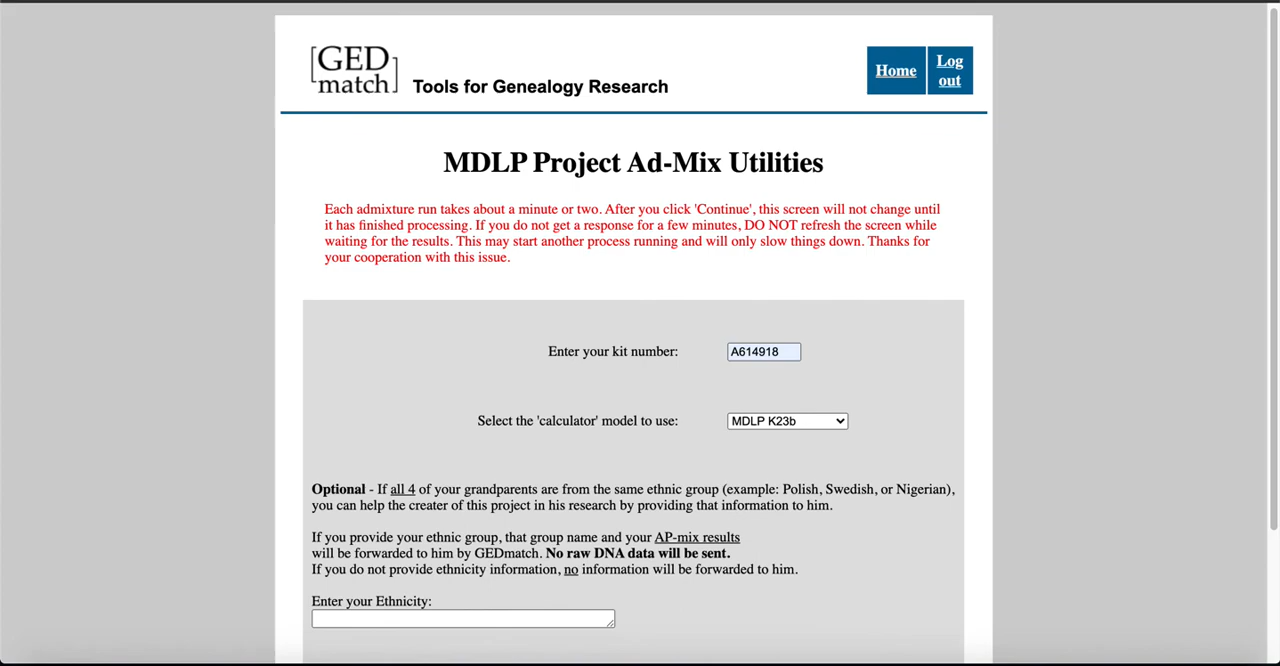 [GED
match]
Tools for Genealogy Research
Home
Log
out
MDLP Project Ad-Mix Utilities
Each admixture run takes about a minute or two. After you click 'Continue', this screen will not change until
it has finished processing. If you do not get a response for a few minutes, DO NOT refresh the screen while
waiting for the results. This may start another process running and will only slow things down. Thanks for
your cooperation with this issue.
Enter your kit number: A614918
Select the 'calculator' model to use: MDLP K23b
Optional - If all 4 of your grandparents are from the same ethnic group (example: Polish, Swedish, or Nigerian),
you can help the creater of this project in his research by providing that information to him.
If you provide your ethnic group, that group name and your AP-mix results
will be forwarded to him by GEDmatch. No raw DNA data will be sent.
If you do not provide ethnicity information, no information will be forwarded to him.
Enter your Ethnicity: